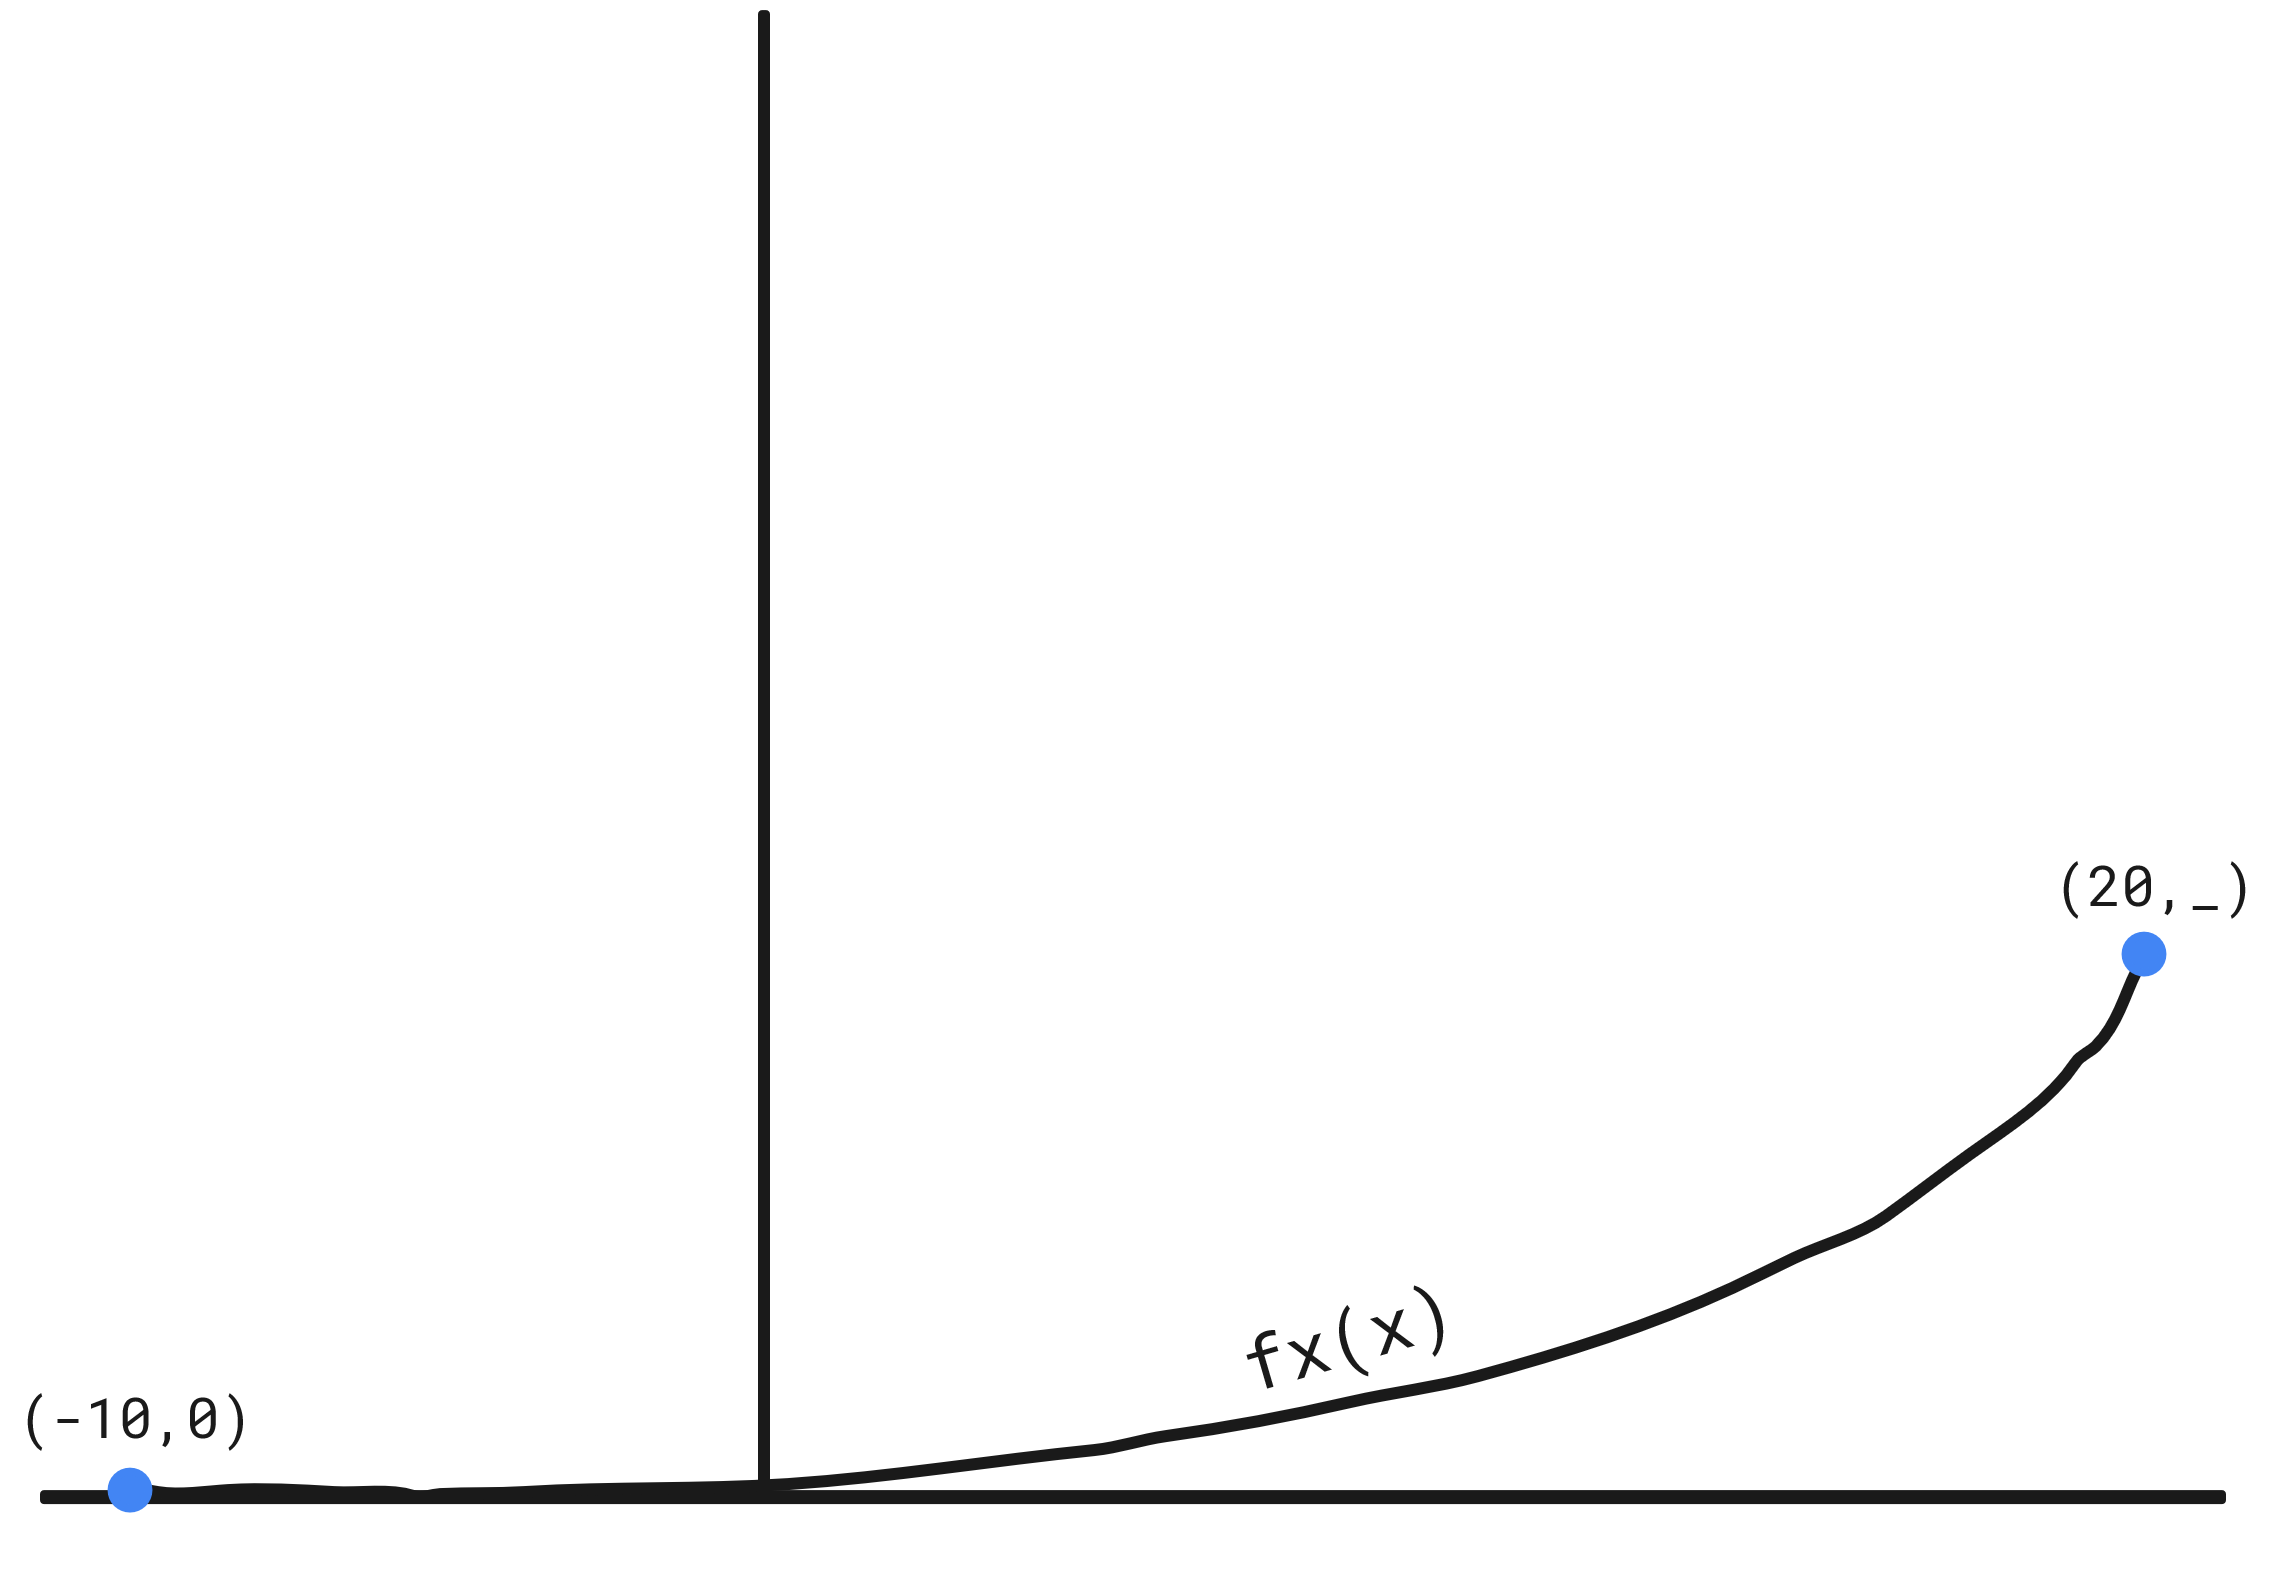 (20,_)
fx(x)
(-10,0)